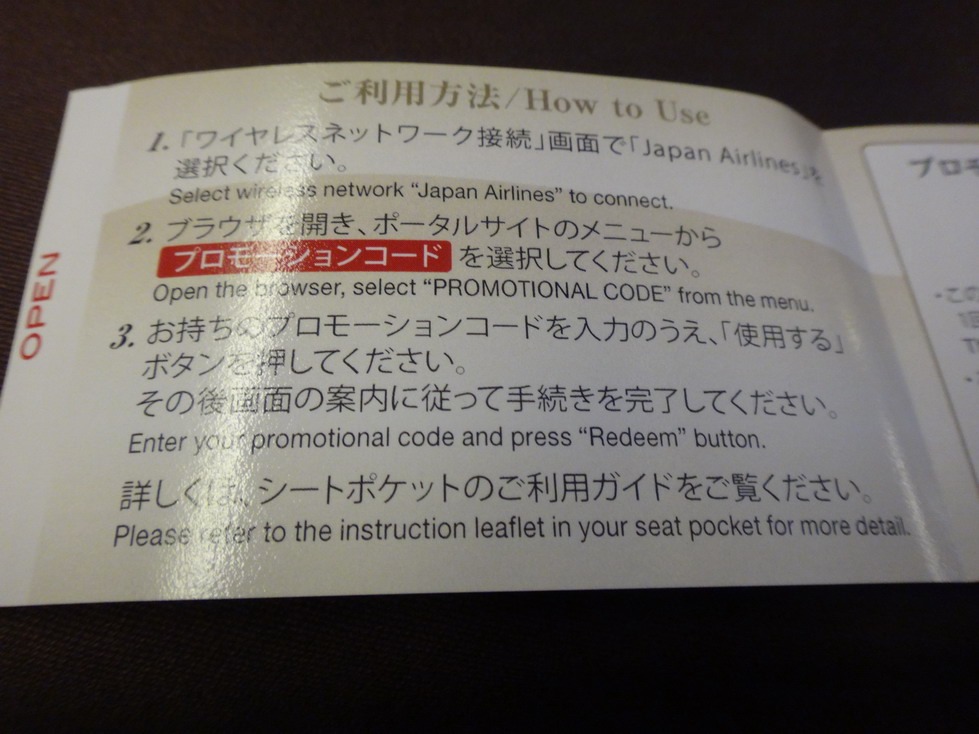 OPEN
ご利用方法/How to Use
1.「ワイヤレスネットワーク接続」画面で「Japan Airlines」を
選択ください。
Select wireless network “Japan Airlines” to connect.
2. ブラウザを開き、ポータルサイトのメニューから
プロモーションコード を選択してください。
Open the browser, select “PROMOTIONAL CODE” from the menu.
3. お持ちのプロモーションコードを入力のうえ、「使用する」
ボタンを押してください。
その後画面の案内に従って手続きを完了してください。
Enter your promotional code and press “Redeem” button.
詳しくは、シートポケットのご利用ガイドをご覧ください。
Please refer to the instruction leaflet in your seat pocket for more detail.
プロモ
・この